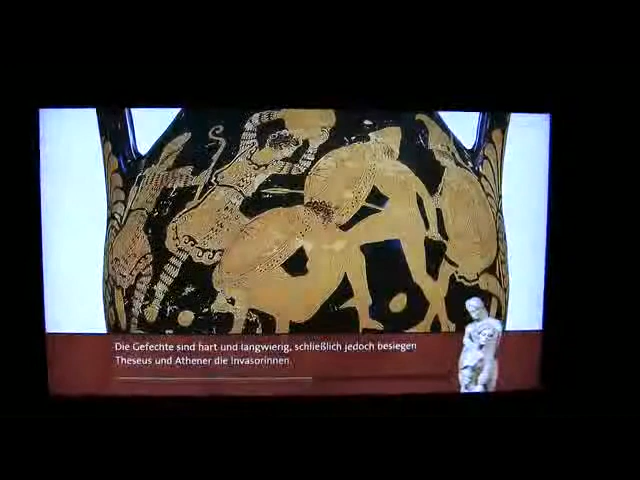 Die Gefechte sind hart und langwierig, schließlich jedoch besiegen
Theseus und Athener die Invasorinnen.